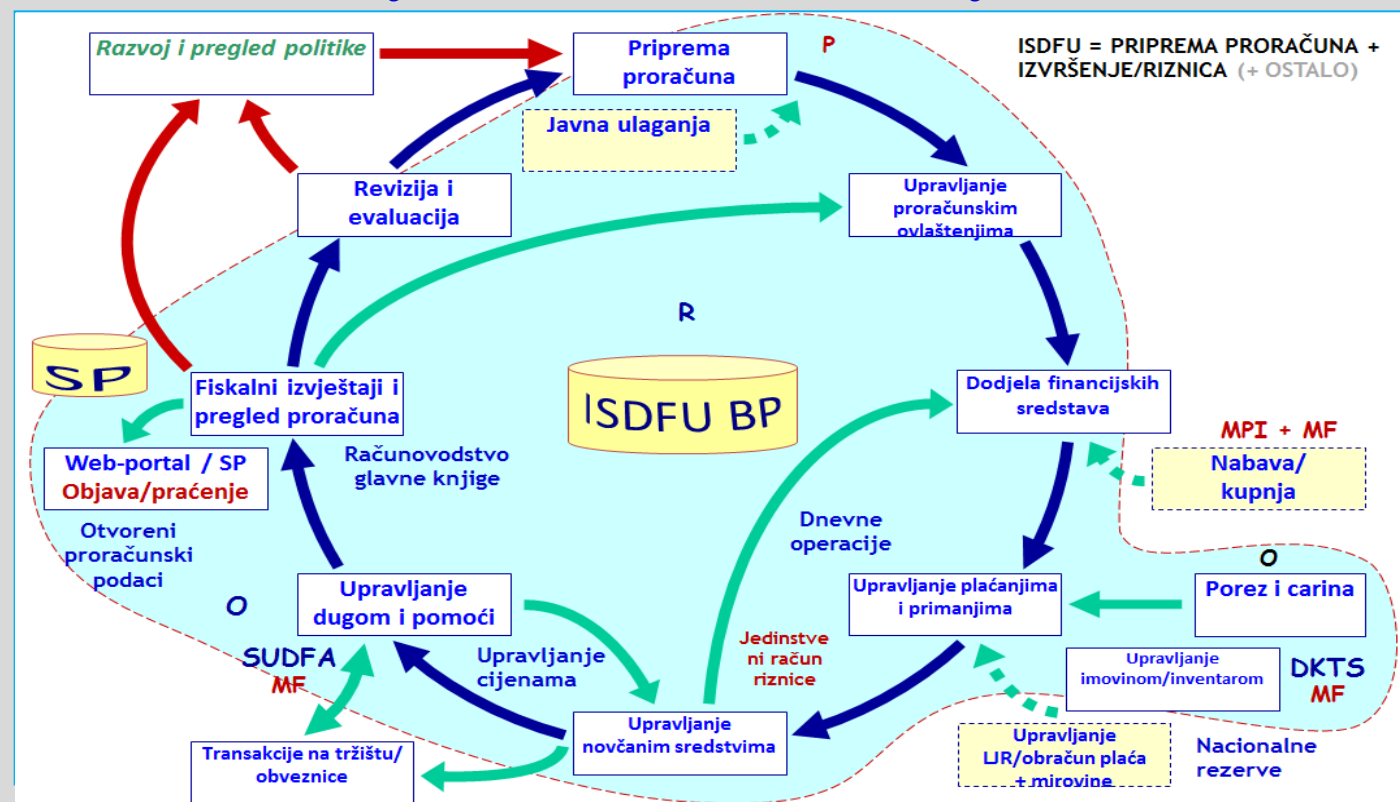 Razvoj i pregled politike
Priprema
proračuna
P
ISDFU = PRIPREMA PRORAČUNA +
IZVRŠENJE/RIZNICA (+ OSTALO)
Javna ulaganja
Revizija i
evaluacija
Upravljanje
proračunskim
ovlaštenjima
R
SP
ISDFU BP
Fiskalni izvještaji i
pregled proračuna
Dodjela financijskih
sredstava
MPI + MF
Nabava/
kupnja
Računovodstvo
glavne knjige
Web-portal / SP
Objava/praćenje
Otvoreni
proračunski
podaci
Dnevne
operacije
O
O
Upravljanje
dugom i pomoći
Upravljanje plaćanjima
i primanjima
Porez i carina
SUDFA
MF
Upravljanje
cijenama
Jedinstve
ni račun
riznice
Upravljanje
imovinom/inventarom
DKTS
MF
Upravljanje
novčanim sredstvima
Transakcije na tržištu/
obveznice
Upravljanje
LJR/obračun plaća
+ mirovine
Nacionalne
rezerve